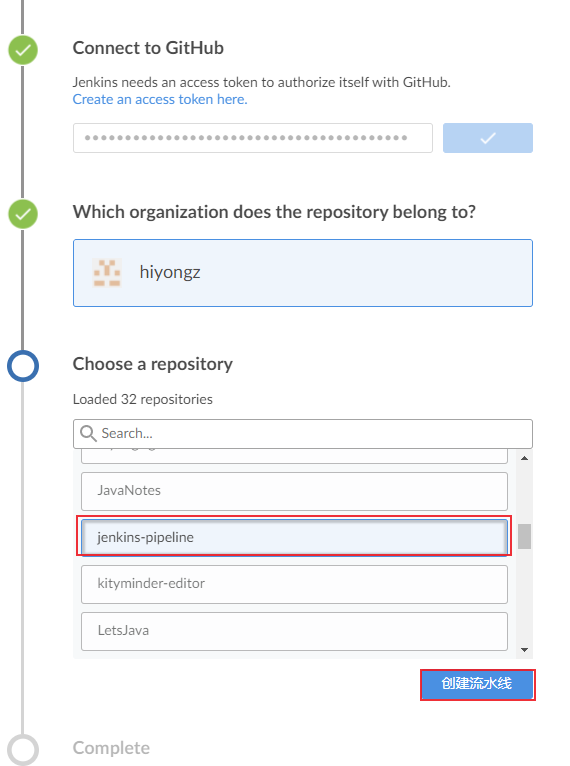 Connect to GitHub
Jenkins needs an access token to authorize itself with GitHub.
Create an access token here.
••••••••••••••••••••••••••••••••••••••••
Which organization does the repository belong to?
hiyongz
Choose a repository
Loaded 32 repositories
Search...
JavaNotes
jenkins-pipeline
kityminder-editor
LetsJava
创建流水线
Complete